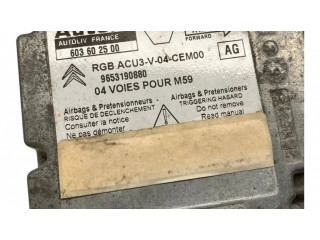 AUTOLIV FRANCE
603 60 25 00
FORWARD
AG
RGB ACU3-V-04-CEM00
9653190880
04 VOIES POUR M59
Airbags & Pretensionneurs
RISQUE DE DECLENCHEMENT
Consulter la notice
Ne pas démonter
Airbags & Pretensioners
TRIGGERING HAZARD
Do not remove
Read manual